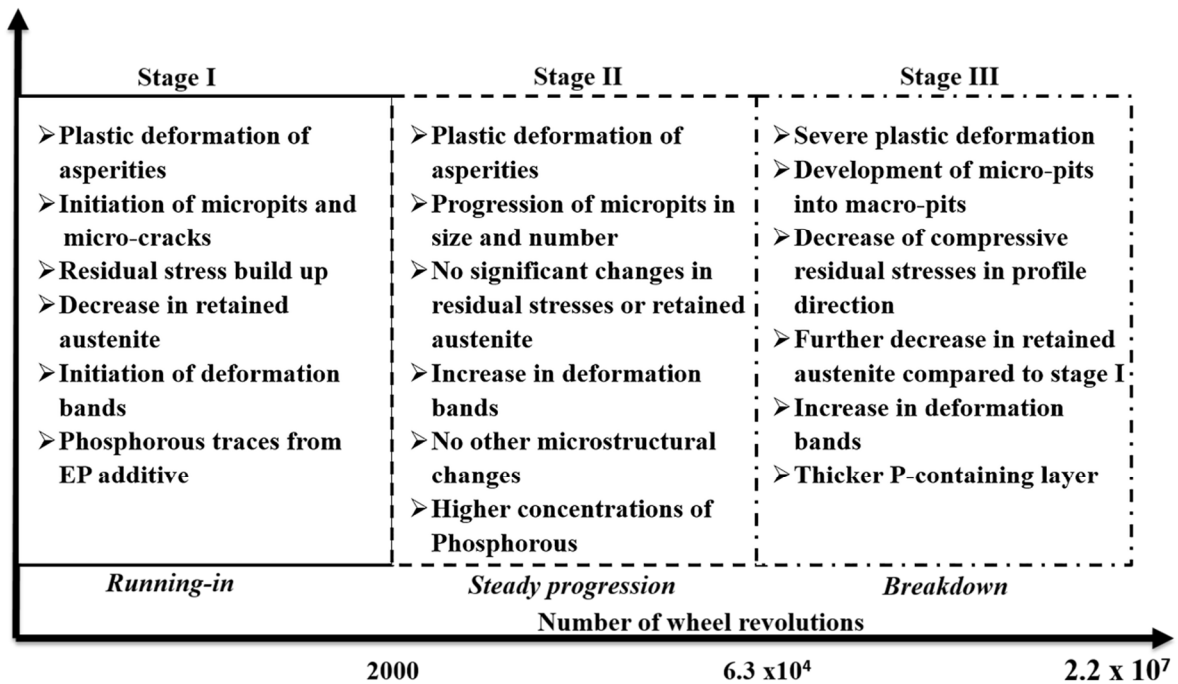 Stage I
➢Plastic deformation of
asperities
➢Initiation of micropits and
micro-cracks
➢Residual stress build up
➢Decrease in retained
austenite
➢Initiation of deformation
bands
➢Phosphorous traces from
EP additive
Running-in
Stage II
➢Plastic deformation of
asperities
➢Progression of micropits in
size and number
➢No significant changes in
residual stresses or retained
austenite
➢Increase in deformation
bands
➢No other microstructural
changes
➢Higher concentrations of
Phosphorous
Steady progression
Stage III
➢Severe plastic deformation
➢Development of micro-pits
into macro-pits
➢Decrease of compressive
residual stresses in profile
direction
➢Further decrease in retained
austenite compared to stage I
➢Increase in deformation
bands
➢Thicker P-containing layer
Breakdown
Number of wheel revolutions
2000
6.3 x10⁴
2.2 x 10⁷